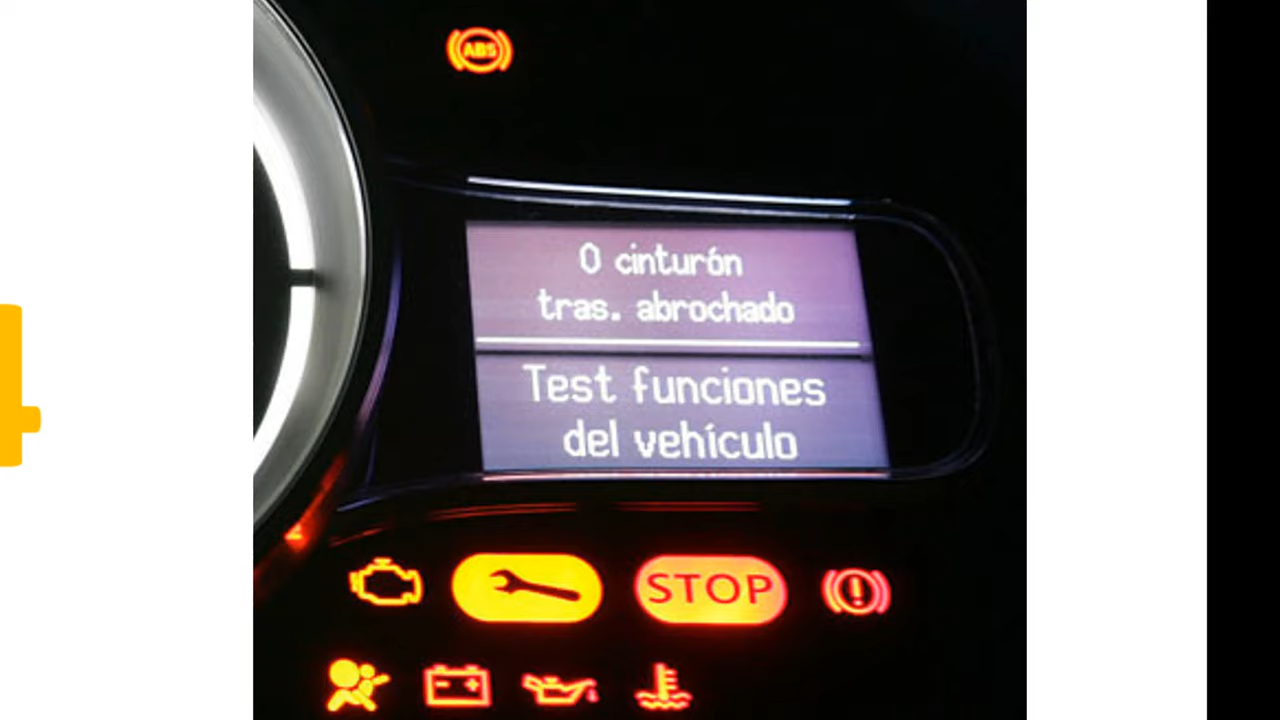 ABS
0 cinturón
tras. abrochado
Test funciones
del vehículo
STOP